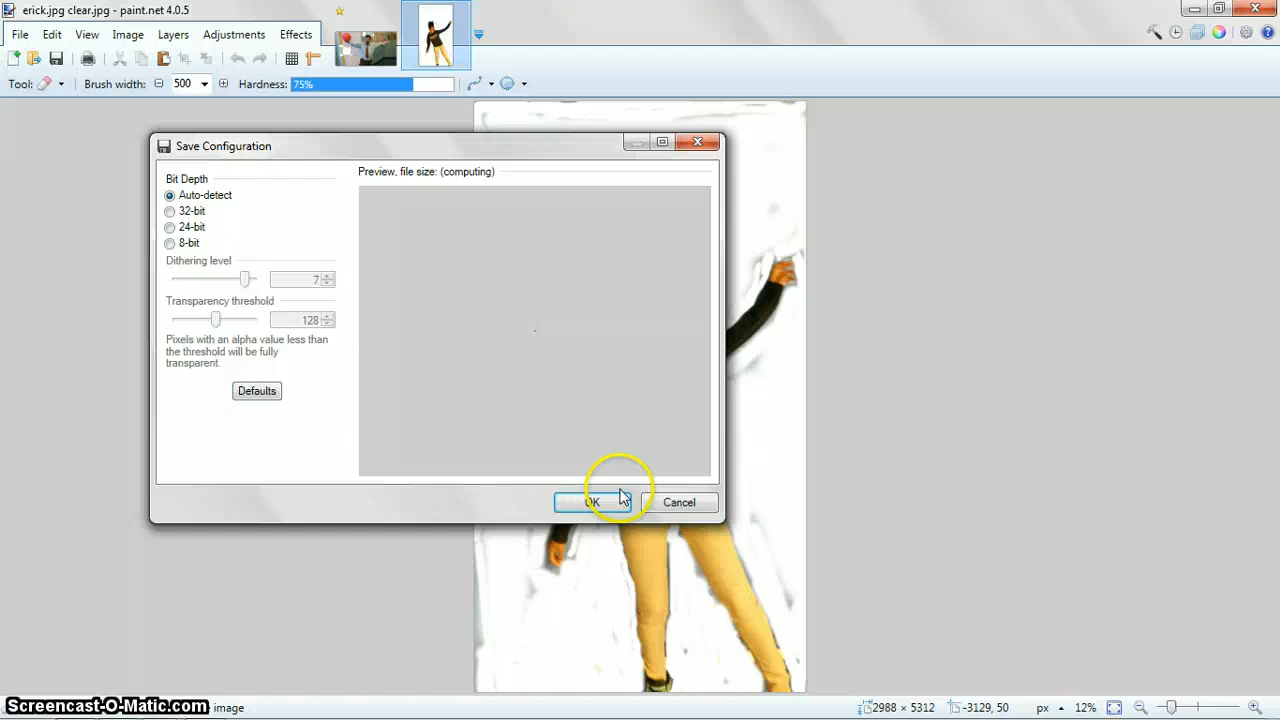 erick.jpg clear.jpg - paint.net 4.0.5
File Edit View Image Layers Adjustments Effects
Tool: Brush width: 500 Hardness: 75%
Save Configuration
Bit Depth
Auto-detect
32-bit
24-bit
8-bit
Dithering level
7
Transparency threshold
128
Pixels with an alpha value less than
the threshold will be fully
transparent.
Defaults
Preview, file size: (computing)
OK Cancel
Screencast-O-Matic.com image 2988 × 5312 -3129, 50 px 12%